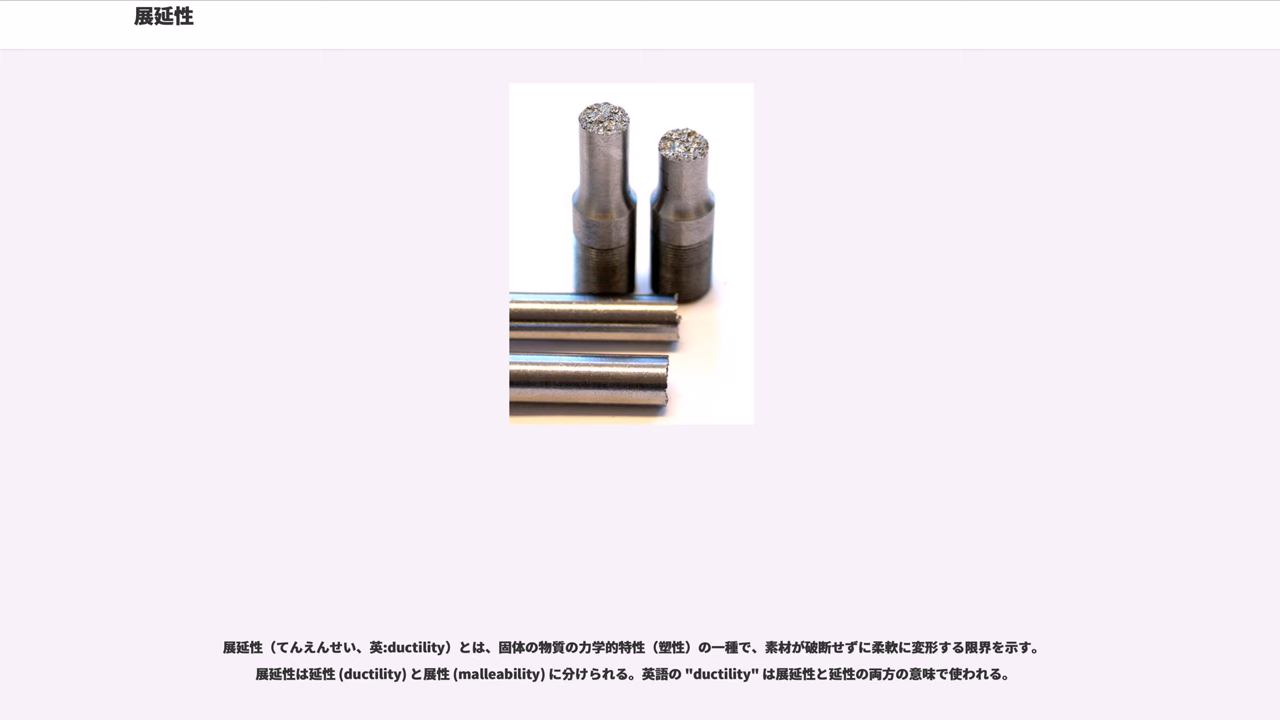 展延性
展延性（てんえんせい、英:ductility）とは、固体の物質の力学的特性（塑性）の一種で、素材が破断せずに柔軟に変形する限界を示す。
展延性は延性 (ductility) と展性 (malleability) に分けられる。英語の "ductility" は展延性と延性の両方の意味で使われる。